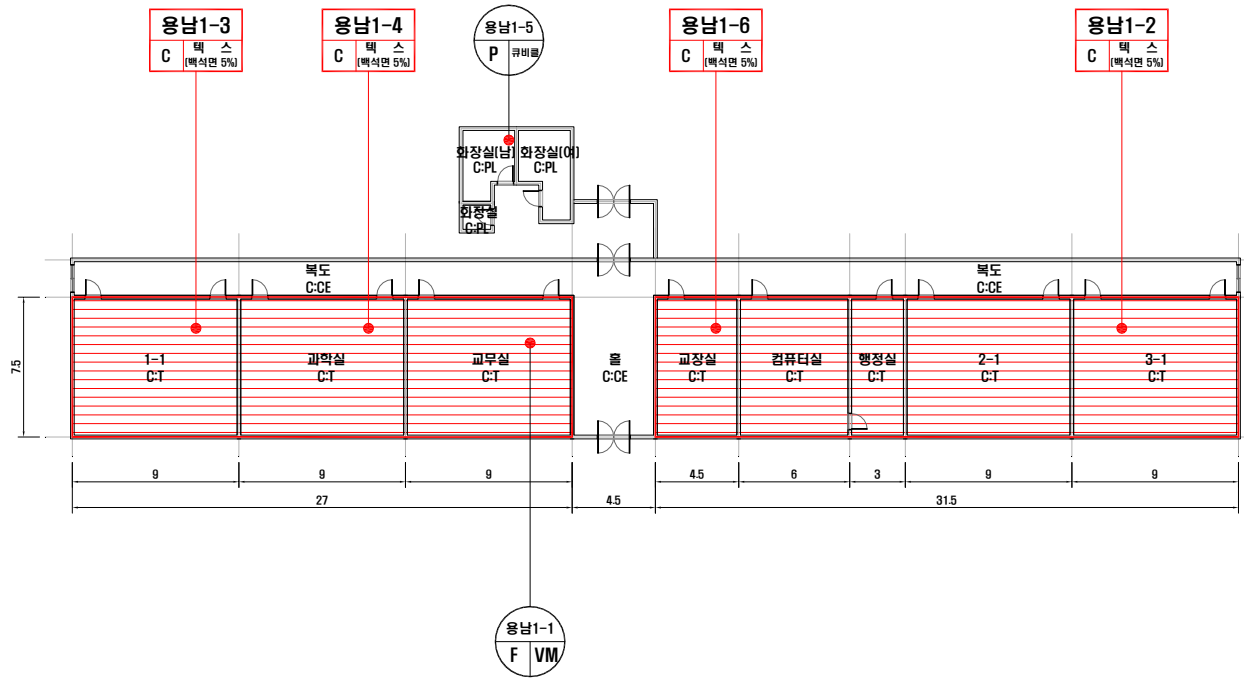 용남1-3
C 텍 스
(백석면 5%)
용남1-4
C 텍 스
(백석면 5%)
용남1-5
P 큐비클
용남1-6
C 텍 스
(백석면 5%)
용남1-2
C 텍 스
(백석면 5%)
화장실(남)
C:PL
화장실(여)
C:PL
화장실
C:PL
복도
C:CE
복도
C:CE
7.5
1-1
C:T
과학실
C:T
교무실
C:T
홀
C:CE
교장실
C:T
컴퓨터실
C:T
행정실
C:T
2-1
C:T
3-1
C:T
9 9 9 4.5 6 3 9 9
27 4.5 31.5
용남1-1
F VM